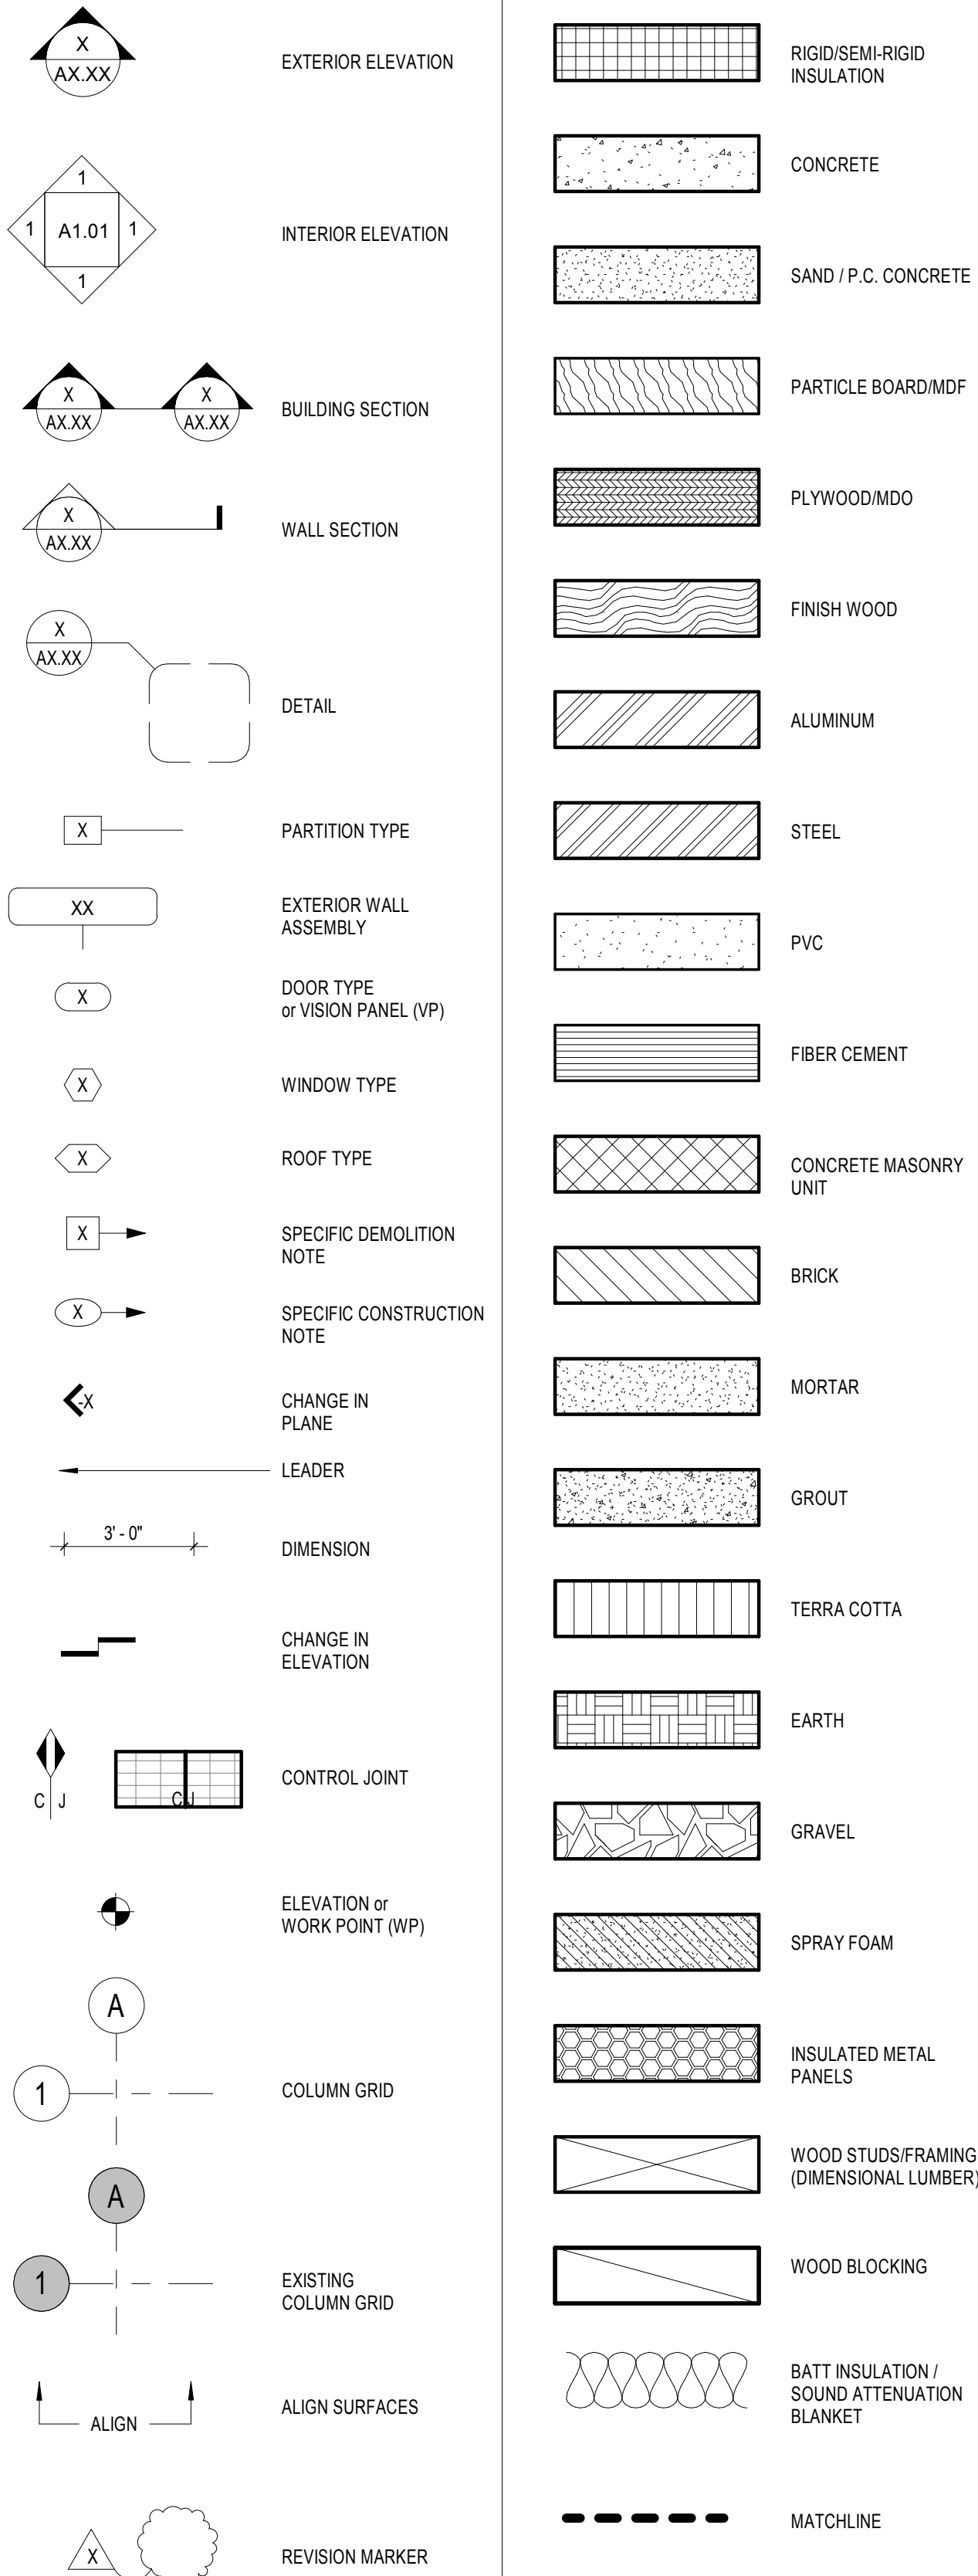 X
AX.XX
EXTERIOR ELEVATION
1
1
A1.01
1
1
INTERIOR ELEVATION
X
AX.XX
X
AX.XX
BUILDING SECTION
X
AX.XX
WALL SECTION
X
AX.XX
DETAIL
X
PARTITION TYPE
XX
EXTERIOR WALL
ASSEMBLY
X
DOOR TYPE
or VISION PANEL (VP)
X
WINDOW TYPE
X
ROOF TYPE
X
SPECIFIC DEMOLITION
NOTE
X
SPECIFIC CONSTRUCTION
NOTE
-X
CHANGE IN
PLANE
LEADER
3' - 0"
DIMENSION
CHANGE IN
ELEVATION
C J
CJ
CONTROL JOINT
ELEVATION or
WORK POINT (WP)
A
1
COLUMN GRID
A
1
EXISTING
COLUMN GRID
ALIGN
ALIGN SURFACES
X
REVISION MARKER
RIGID/SEMI-RIGID
INSULATION
CONCRETE
SAND / P.C. CONCRETE
PARTICLE BOARD/MDF
PLYWOOD/MDO
FINISH WOOD
ALUMINUM
STEEL
PVC
FIBER CEMENT
CONCRETE MASONRY
UNIT
BRICK
MORTAR
GROUT
TERRA COTTA
EARTH
GRAVEL
SPRAY FOAM
INSULATED METAL
PANELS
WOOD STUDS/FRAMING
(DIMENSIONAL LUMBER)
WOOD BLOCKING
BATT INSULATION /
SOUND ATTENUATION
BLANKET
MATCHLINE